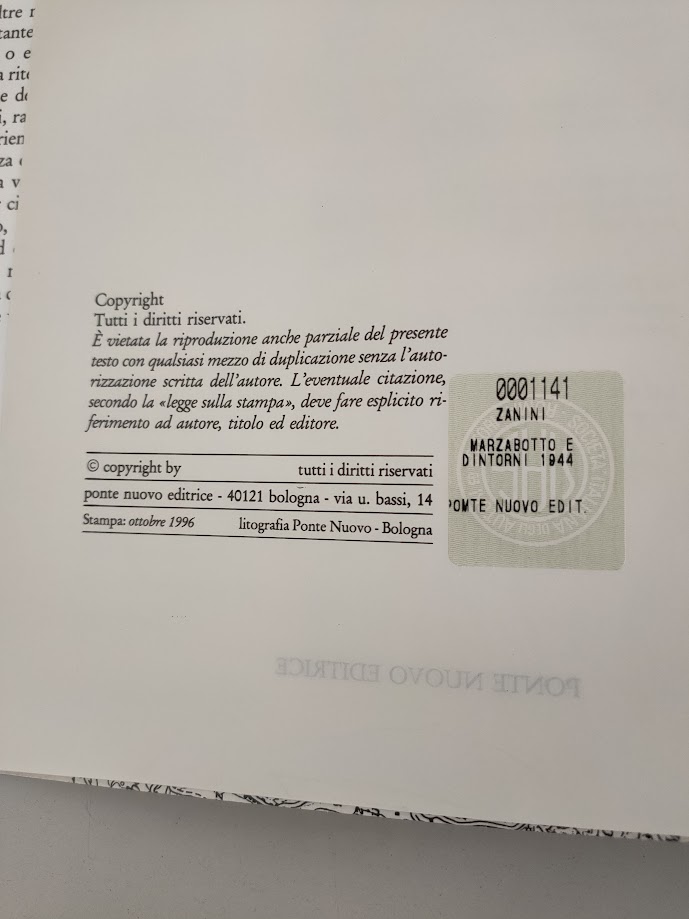 Copyright
Tutti i diritti riservati.
È vietata la riproduzione anche parziale del presente
testo con qualsiasi mezzo di duplicazione senza l'auto-
rizzazione scritta dell'autore. L'eventuale citazione,
secondo la «legge sulla stampa», deve fare esplicito ri-
ferimento ad autore, titolo ed editore.
© copyright by tutti i diritti riservati
ponte nuovo editrice - 40121 bologna - via u. bassi, 14
Stampa: ottobre 1996 litografia Ponte Nuovo - Bologna
0001141
ZANINI
MARZABOTTO E
DINTORNI 1944
PONTE NUOVO EDIT.
PONTE NUOVO EDITRICE